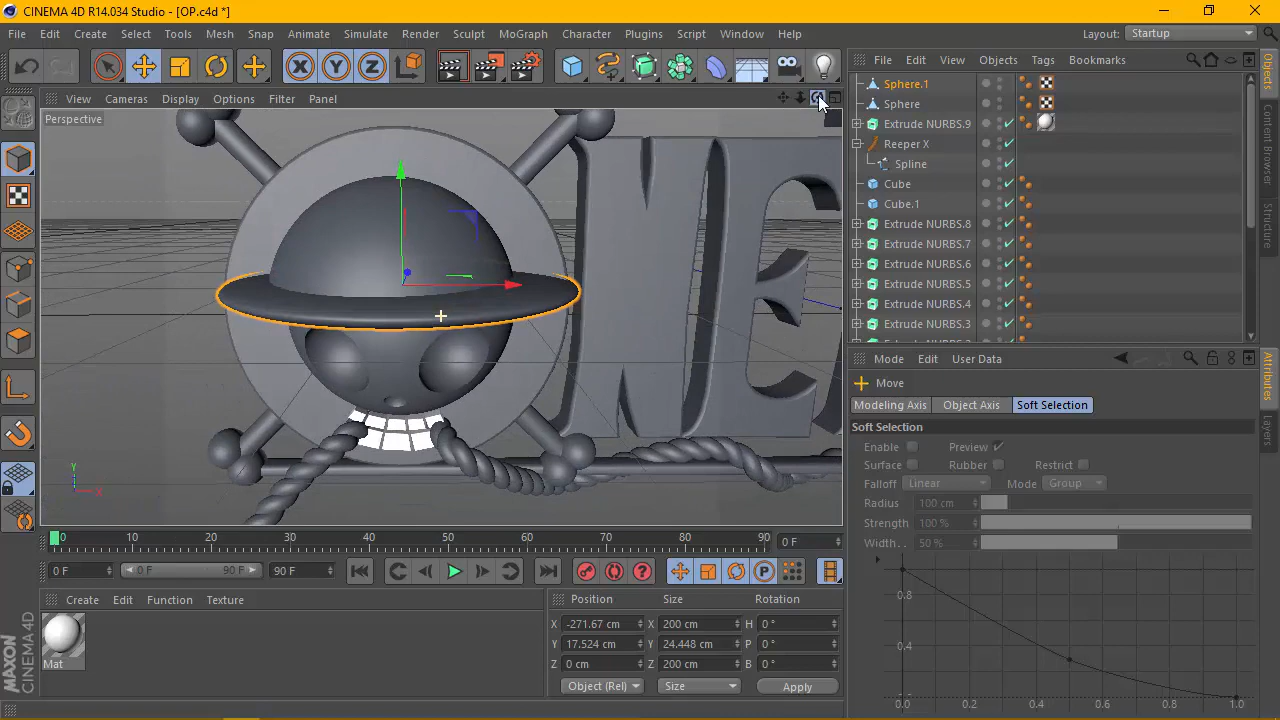 CINEMA 4D R14.034 Studio - [OP.c4d *]
File Edit Create Select Tools Mesh Snap Animate Simulate Render Sculpt MoGraph Character Plugins Script Window Help Layout: Startup
View Cameras Display Options Filter Panel
Perspective
NE
Y
X
File Edit View Objects Tags Bookmarks
Sphere.1
Sphere
Extrude NURBS.9
Reeper X
Spline
Cube
Cube.1
Extrude NURBS.8
Extrude NURBS.7
Extrude NURBS.6
Extrude NURBS.5
Extrude NURBS.4
Extrude NURBS.3
Objects
Content Browser
Structure
Mode Edit User Data
Move
Modeling Axis Object Axis Soft Selection
Soft Selection
Enable Preview
Surface Rubber Restrict
Falloff Linear Mode Group
Radius 100 cm
Strength 100 %
Width.. 50 %
0.8
0.4
0.0 0.2 0.4 0.6 0.8 1.0
Attributes
Layers
0 10 20 30 40 50 60 70 80 90 0 F
0 F 0 F 90 F 90 F
Create Edit Function Texture
Mat
MAXON
CINEMA 4D
Position Size Rotation
X -271.67 cm X 200 cm H 0 °
Y 17.524 cm Y 24.448 cm P 0 °
Z 0 cm Z 200 cm B 0 °
Object (Rel) Size Apply